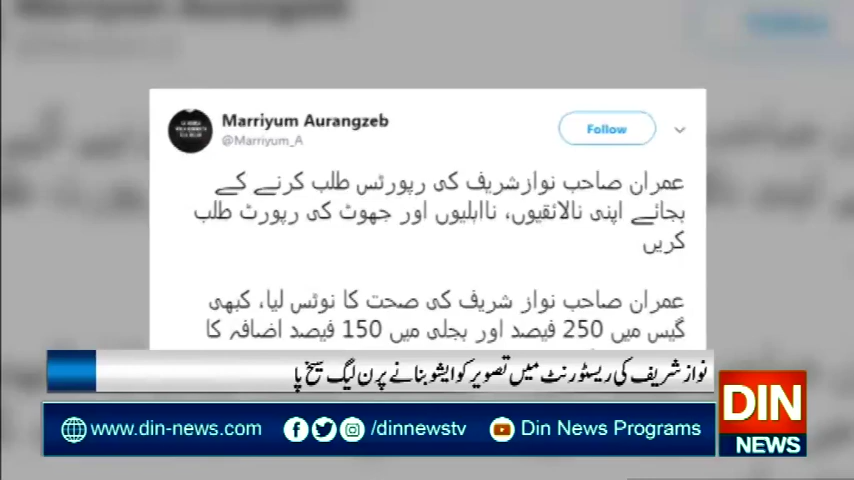 Marriyum Aurangzeb
@Marriyum_A
Follow
عمران صاحب نوازشریف کی رپورٹس طلب کرنے کے
بجائے اپنی نالائقیوں، نااہلیوں اور جھوٹ کی رپورٹ طلب
کریں
عمران صاحب نواز شریف کی صحت کا نوٹس لیا، کبھی
گیس میں 250 فیصد اور بجلی میں 150 فیصد اضافہ کا
نواز شریف کی ریسٹورنٹ میں تصویر کو ایشو بنانے پر ن لیگ سیخ پا
DIN
NEWS
www.din-news.com
/dinnewstv
Din News Programs